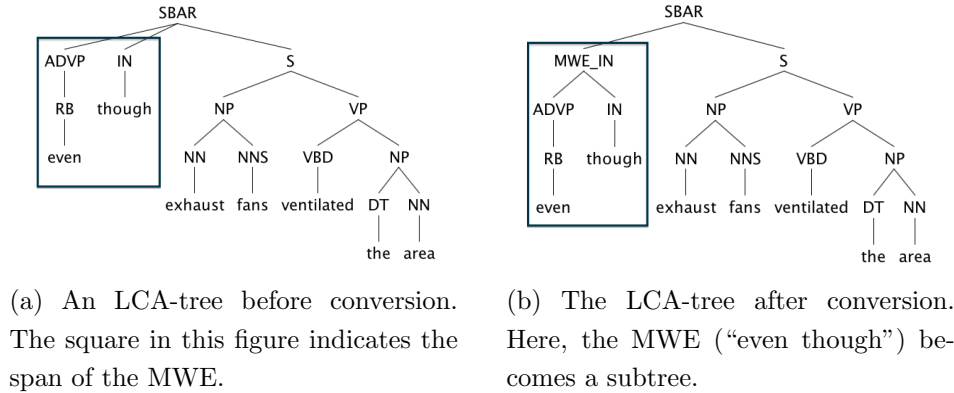 SBAR
ADVP IN S
RB though NP VP
even NN NNS VBD NP
exhaust fans ventilated DT NN
the area
(a) An LCA-tree before conversion.
The square in this figure indicates the
span of the MWE.
SBAR
MWE_IN S
ADVP IN NP VP
RB though NN NNS VBD NP
even exhaust fans ventilated DT NN
the area
(b) The LCA-tree after conversion.
Here, the MWE (“even though”) be-
comes a subtree.